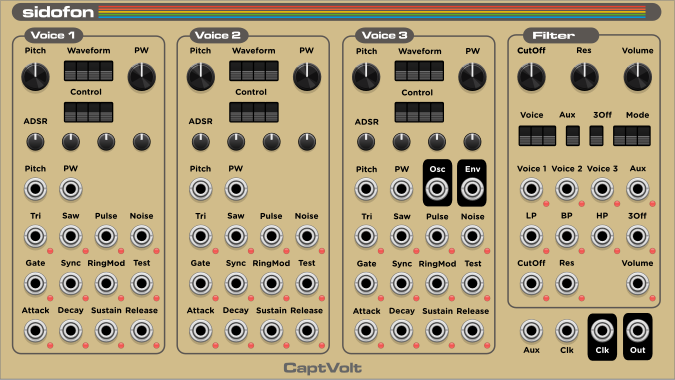 sidofon
Voice 1
Pitch Waveform PW
Control
ADSR
Pitch PW
Tri Saw Pulse Noise
Gate Sync RingMod Test
Attack Decay Sustain Release
Voice 2
Pitch Waveform PW
Control
ADSR
Pitch PW
Tri Saw Pulse Noise
Gate Sync RingMod Test
Attack Decay Sustain Release
Voice 3
Pitch Waveform PW
Control
ADSR
Pitch PW Osc Env
Tri Saw Pulse Noise
Gate Sync RingMod Test
Attack Decay Sustain Release
Filter
CutOff Res Volume
Voice Aux 3Off Mode
Voice 1 Voice 2 Voice 3 Aux
LP BP HP 3Off
CutOff Res Volume
Aux Clk Clk Out
CaptVolt